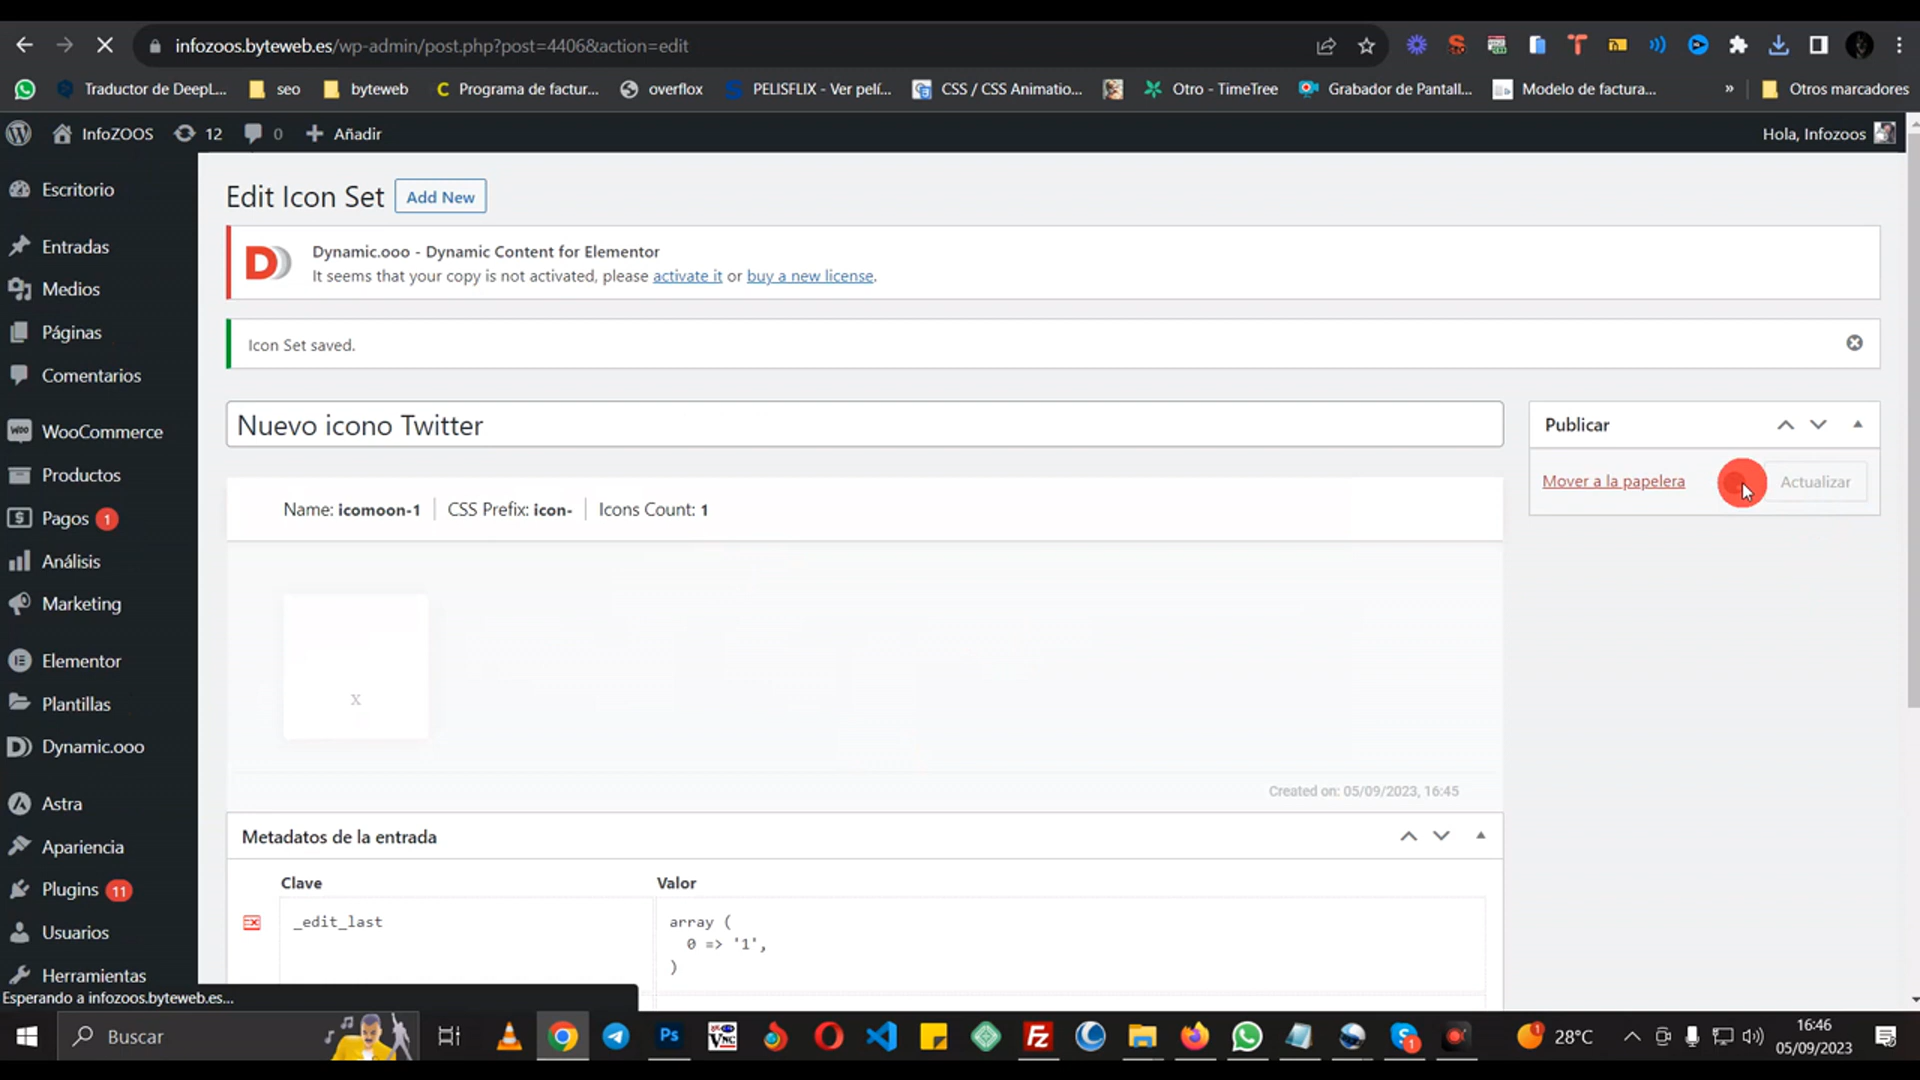 infozoos.byteweb.es/wp-admin/post.php?post=4406&action=edit
Traductor de DeepL... seo byteweb Programa de factur... overflox PELISFLIX - Ver pelí... CSS / CSS Animatio... Otro - TimeTree Grabador de Pantall... Modelo de factura... » Otros marcadores
InfoZOOS 12 0 + Añadir Hola, Infozoos
Escritorio
Entradas
Medios
Páginas
Comentarios
WooCommerce
Productos
Pagos 1
Análisis
Marketing
Elementor
Plantillas
Dynamic.ooo
Astra
Apariencia
Plugins 11
Usuarios
Herramientas
Edit Icon Set Add New
Dynamic.ooo - Dynamic Content for Elementor
It seems that your copy is not activated, please activate it or buy a new license.
Icon Set saved.
Nuevo icono Twitter
Publicar
Mover a la papelera Actualizar
Name: icomoon-1 CSS Prefix: icon- Icons Count: 1
x
Created on: 05/09/2023, 16:45
Metadatos de la entrada
Clave Valor
_edit_last array (
0 => '1',
)
Esperando a infozoos.byteweb.es...
Buscar
28°C
16:46
05/09/2023